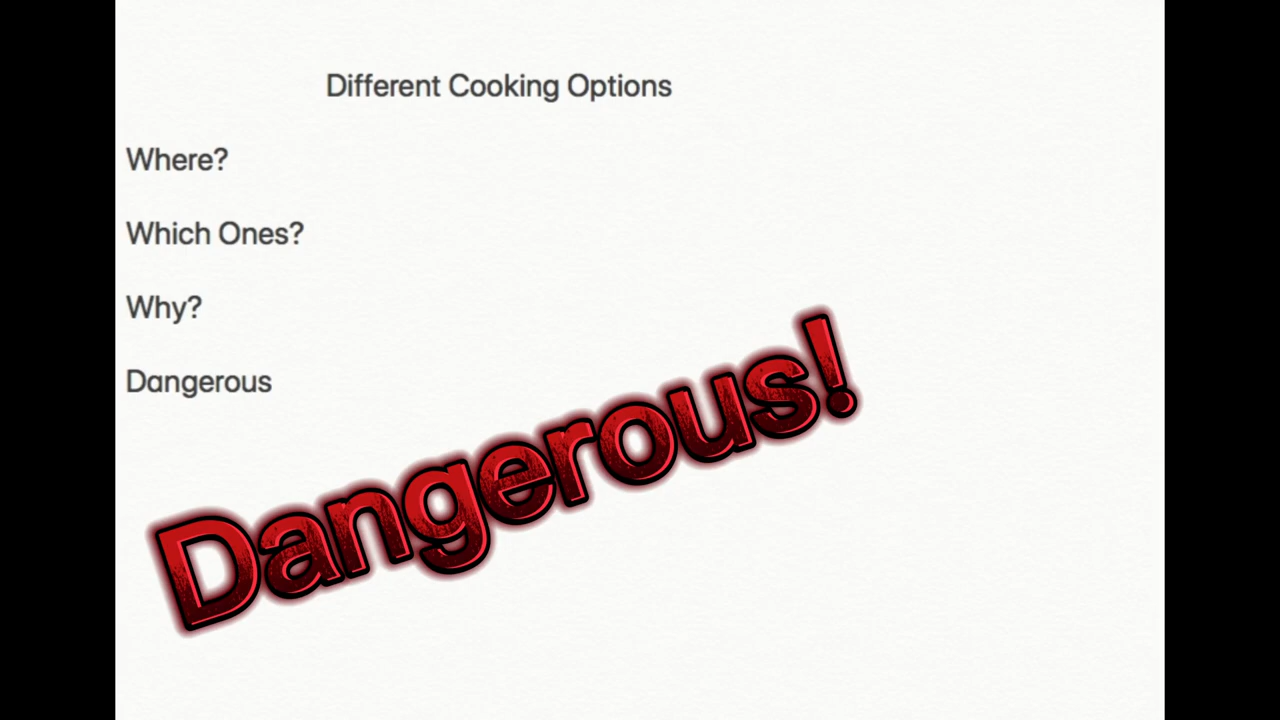 Different Cooking Options
Where?
Which Ones?
Why?
Dangerous
Dangerous!